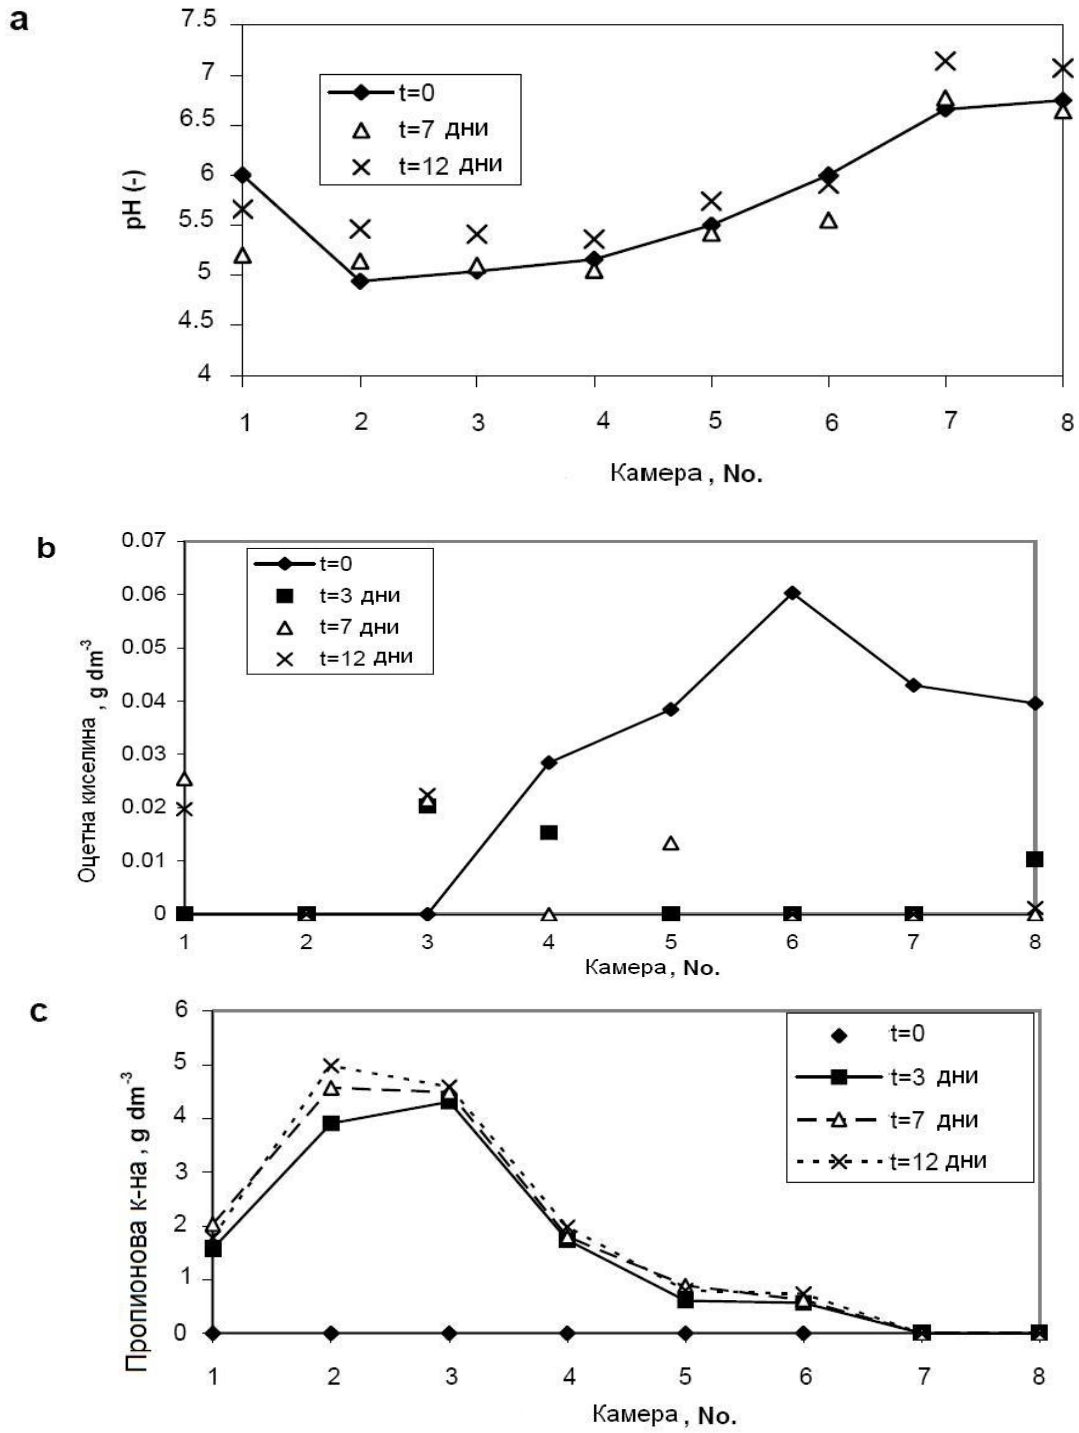 a
7.5
7
6.5
6
5.5
5
4.5
4
pH (-)
t=0
t=7 дни
t=12 дни
1 2 3 4 5 6 7 8
Камера , No.
b
0.07
0.06
0.05
0.04
0.03
0.02
0.01
0
Оцетна киселина , g dm-3
t=0
t=3 дни
t=7 дни
t=12 дни
1 2 3 4 5 6 7 8
Камера , No.
c
6
5
4
3
2
1
0
Пропионова к-на , g dm-3
t=0
t=3 дни
t=7 дни
t=12 дни
1 2 3 4 5 6 7 8
Камера , No.